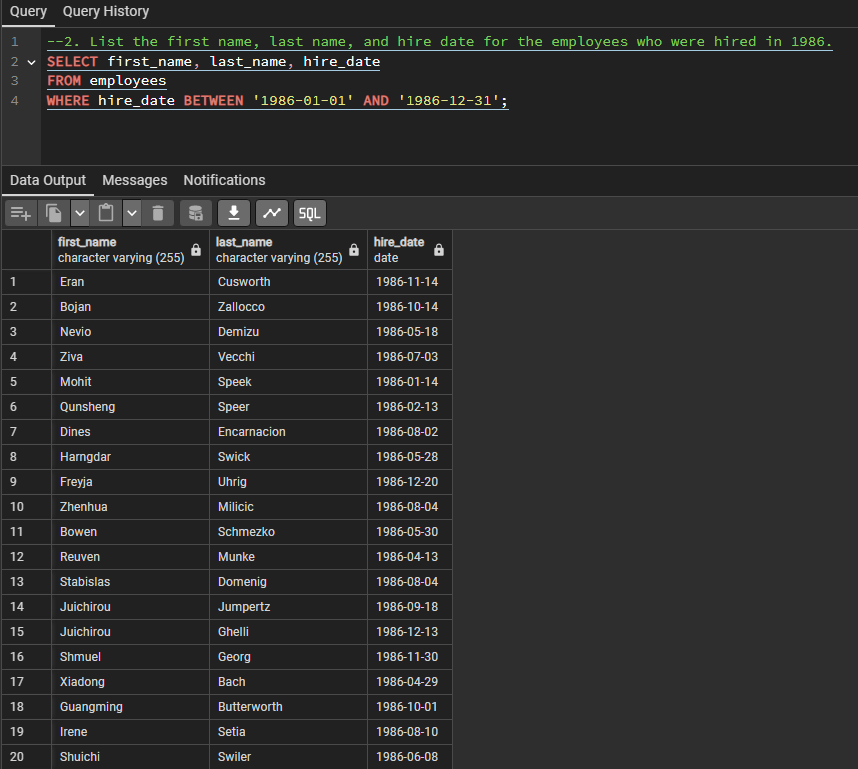 Query Query History
1 --2. List the first name, last name, and hire date for the employees who were hired in 1986.
2 SELECT first_name, last_name, hire_date
3 FROM employees
4 WHERE hire_date BETWEEN '1986-01-01' AND '1986-12-31';
Data Output Messages Notifications
SQL
first_name last_name hire_date
character varying (255) character varying (255) date
1 Eran Cusworth 1986-11-14
2 Bojan Zallocco 1986-10-14
3 Nevio Demizu 1986-05-18
4 Ziva Vecchi 1986-07-03
5 Mohit Speek 1986-01-14
6 Qunsheng Speer 1986-02-13
7 Dines Encarnacion 1986-08-02
8 Harngdar Swick 1986-05-28
9 Freyja Uhrig 1986-12-20
10 Zhenhua Milicic 1986-08-04
11 Bowen Schmezko 1986-05-30
12 Reuven Munke 1986-04-13
13 Stabislas Domenig 1986-08-04
14 Juichirou Jumpertz 1986-09-18
15 Juichirou Ghelli 1986-12-13
16 Shmuel Georg 1986-11-30
17 Xiadong Bach 1986-04-29
18 Guangming Butterworth 1986-10-01
19 Irene Setia 1986-08-10
20 Shuichi Swiler 1986-06-08